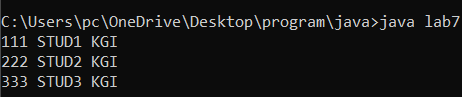 C:\Users\pc\OneDrive\Desktop\program\java>java lab7
111 STUD1 KGI
222 STUD2 KGI
333 STUD3 KGI